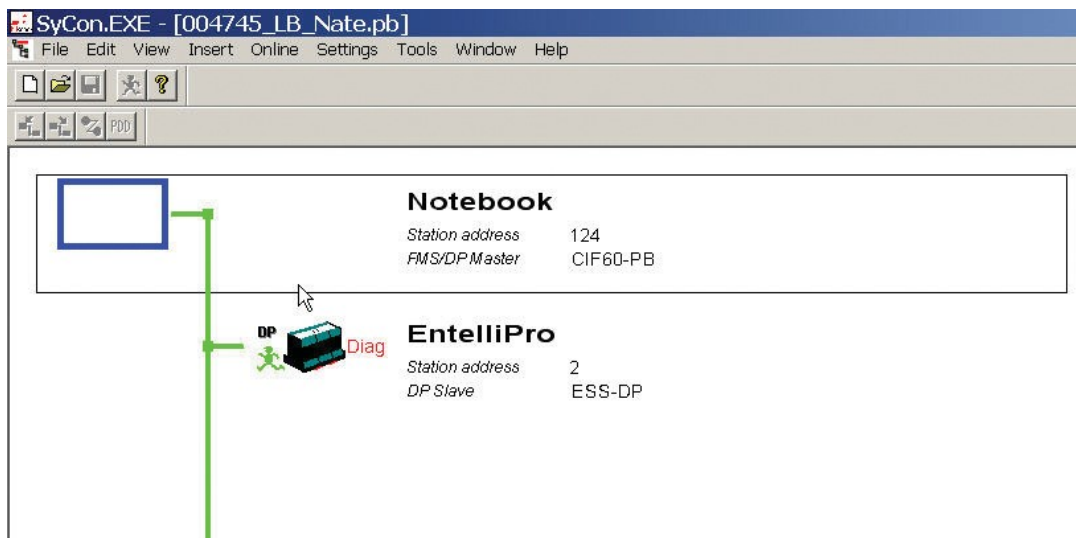 SyCon.EXE - [004745_LB_Nate.pb]
File Edit View Insert Online Settings Tools Window Help
PDD
Notebook
Station address 124
FMS/DP Master CIF60-PB
DP
Diag
EntelliPro
Station address 2
DP Slave ESS-DP